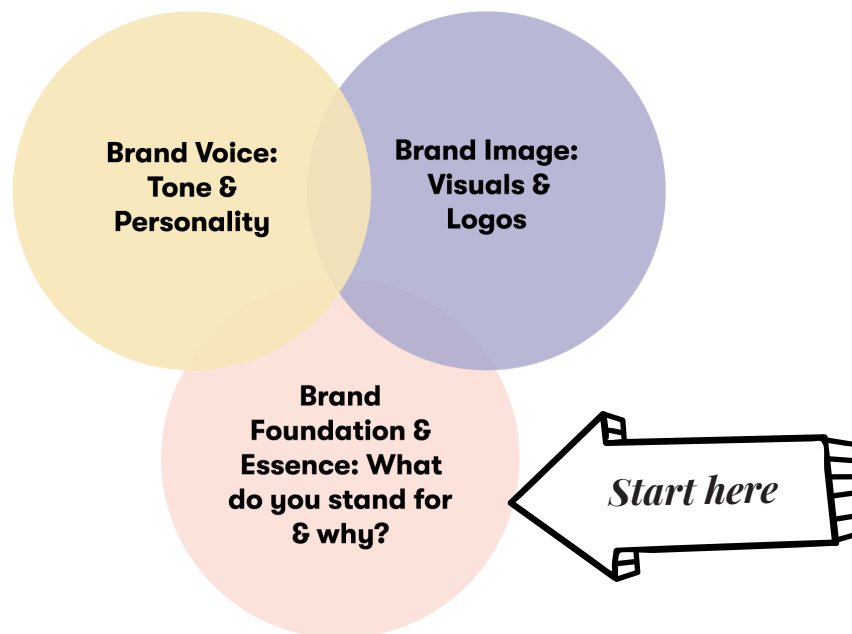 Brand Voice:
Tone &
Personality
Brand Image:
Visuals &
Logos
Brand
Foundation &
Essence: What
do you stand for
& why?
Start here